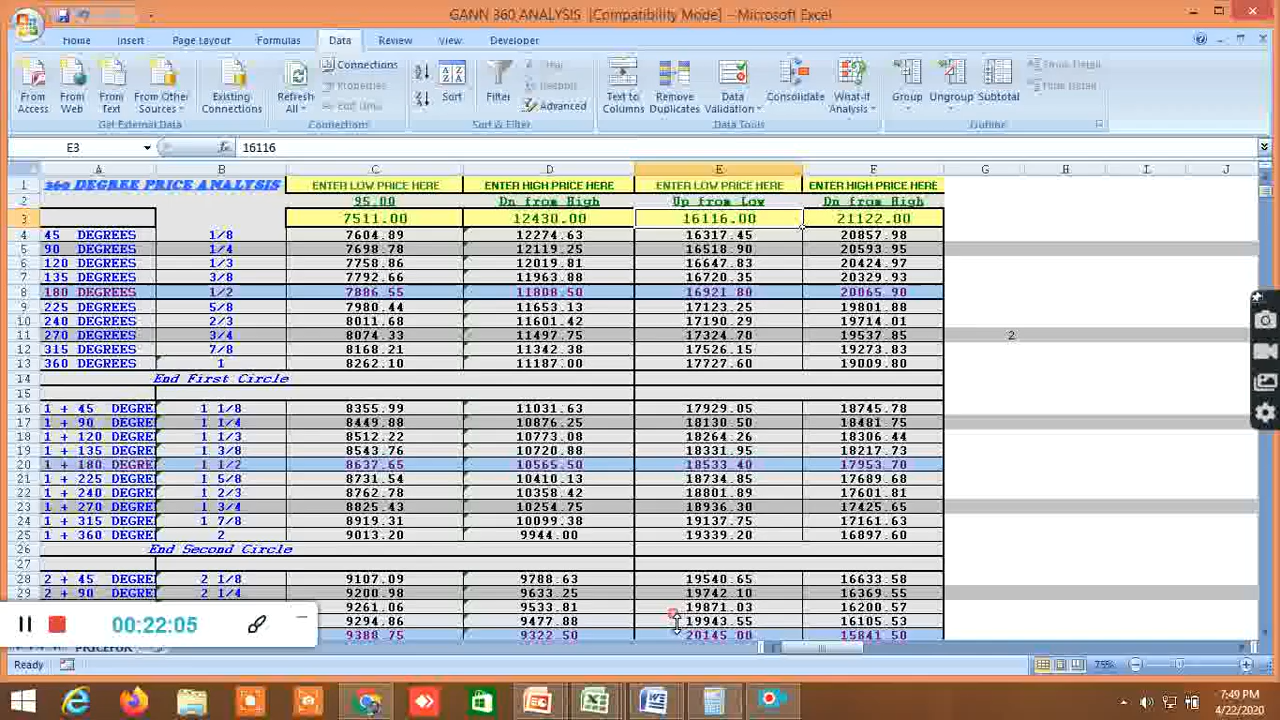 GANN 360 ANALYSIS [Compatibility Mode] - Microsoft Excel
Home Insert Page Layout Formulas Data Review View Developer
From Access From Web From Text From Other Sources Existing Connections Refresh All Connections Properties Sort Filter Advanced Text to Columns Remove Duplicates Data Validation Consolidate What-If Analysis Group Ungroup Subtotal
Get External Data Connections Sort & Filter Data Tools Outline
E3 fx 16116
A B C D E F G H I J
1 360 DEGREE PRICE ANALYSIS ENTER LOW PRICE HERE ENTER HIGH PRICE HERE ENTER LOW PRICE HERE ENTER HIGH PRICE HERE
2 95.00 Dn from High Up from Low Dn from High
3 7511.00 12430.00 16116.00 21122.00
4 45 DEGREES 1/8 7604.89 12274.63 16317.45 20857.98
5 90 DEGREES 1/4 7698.78 12119.25 16518.90 20593.95
6 120 DEGREES 1/3 7758.86 12019.81 16647.83 20424.97
7 135 DEGREES 3/8 7792.66 11963.88 16720.35 20329.93
8 180 DEGREES 1/2 7886.55 11808.50 16921.80 20065.90
9 225 DEGREES 5/8 7980.44 11653.13 17123.25 19801.88
10 240 DEGREES 2/3 8011.68 11601.42 17190.29 19714.01
11 270 DEGREES 3/4 8074.33 11497.75 17324.70 19537.85 2
12 315 DEGREES 7/8 8168.21 11342.38 17526.15 19273.83
13 360 DEGREES 1 8262.10 11187.00 17727.60 19009.80
14 End First Circle
15
16 1 + 45 DEGRE 1 1/8 8355.99 11031.63 17929.05 18745.78
17 1 + 90 DEGRE 1 1/4 8449.88 10876.25 18130.50 18481.75
18 1 + 120 DEGRE 1 1/3 8512.22 10773.08 18264.26 18306.44
19 1 + 135 DEGRE 1 3/8 8543.76 10720.88 18331.95 18217.73
20 1 + 180 DEGRE 1 1/2 8637.65 10565.50 18533.40 17953.70
21 1 + 225 DEGRE 1 5/8 8731.54 10410.13 18734.85 17689.68
22 1 + 240 DEGRE 1 2/3 8762.78 10358.42 18801.89 17601.81
23 1 + 270 DEGRE 1 3/4 8825.43 10254.75 18936.30 17425.65
24 1 + 315 DEGRE 1 7/8 8919.31 10099.38 19137.75 17161.63
25 1 + 360 DEGRE 2 9013.20 9944.00 19339.20 16897.60
26 End Second Circle
27
28 2 + 45 DEGRE 2 1/8 9107.09 9788.63 19540.65 16633.58
29 2 + 90 DEGRE 2 1/4 9200.98 9633.25 19742.10 16369.55
9261.06 9533.81 19871.03 16200.57
9294.86 9477.88 19943.55 16105.53
9388.75 9322.50 20145.00 15841.50
00:22:05
Ready 75%
7:49 PM
4/22/2020